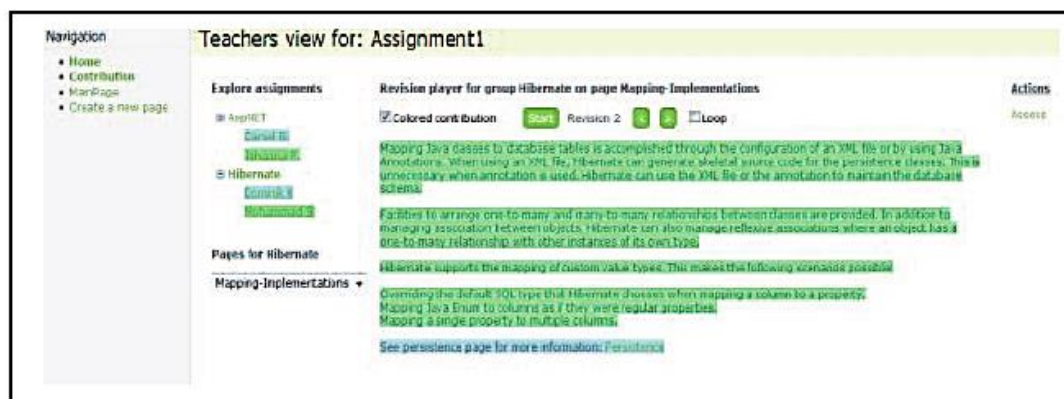 Navigation
Home
Contribution
MainPage
Create a new page
Teachers view for: Assignment1
Explore assignments
AspNET
Daniel R.
Johanna R.
Hibernate
Dominik
Mohammad S
Pages for Hibernate
Mapping-Implementations
Revision player for group Hibernate on page Mapping-Implementations
Colored contribution Start Revision 2 < > Loop
Mapping Java classes to database tables is accomplished through the configuration of an XML file or by using Java
Annotations. When using an XML file, Hibernate can generate skeletal source code for the persistence classes. This is
unnecessary when annotation is used. Hibernate can use the XML file or the annotation to maintain the database
schema.
Facilities to arrange one-to-many and many-to-many relationships between classes are provided. In addition to
managing association between objects, Hibernate can also manage reflexive associations where an object has a
one-to-many relationship with other instances of its own type.
Hibernate supports the mapping of custom value types. This makes the following scenarios possible
Overriding the default SQL type that Hibernate chooses when mapping a column to a property.
Mapping Java Enum to columns as if they were regular properties.
Mapping a single property to multiple columns.
See persistence page for more information: Persistence
Actions
Access